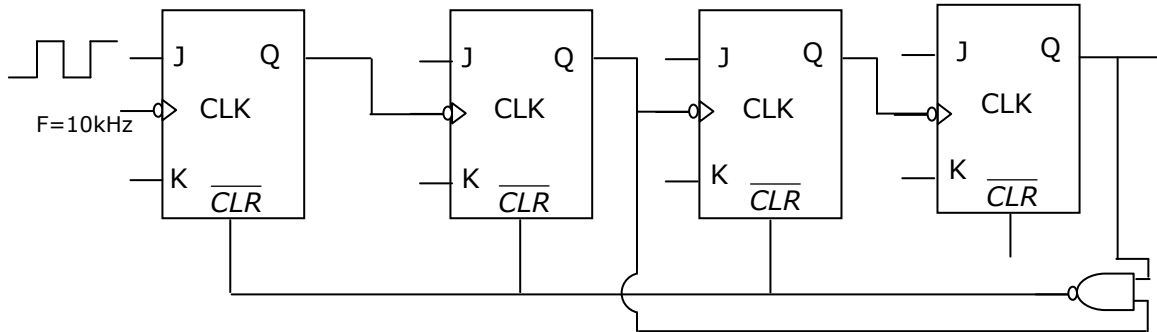 J Q J Q J Q J Q
CLK CLK CLK CLK
F=10kHz
K K K K
CLR CLR CLR CLR